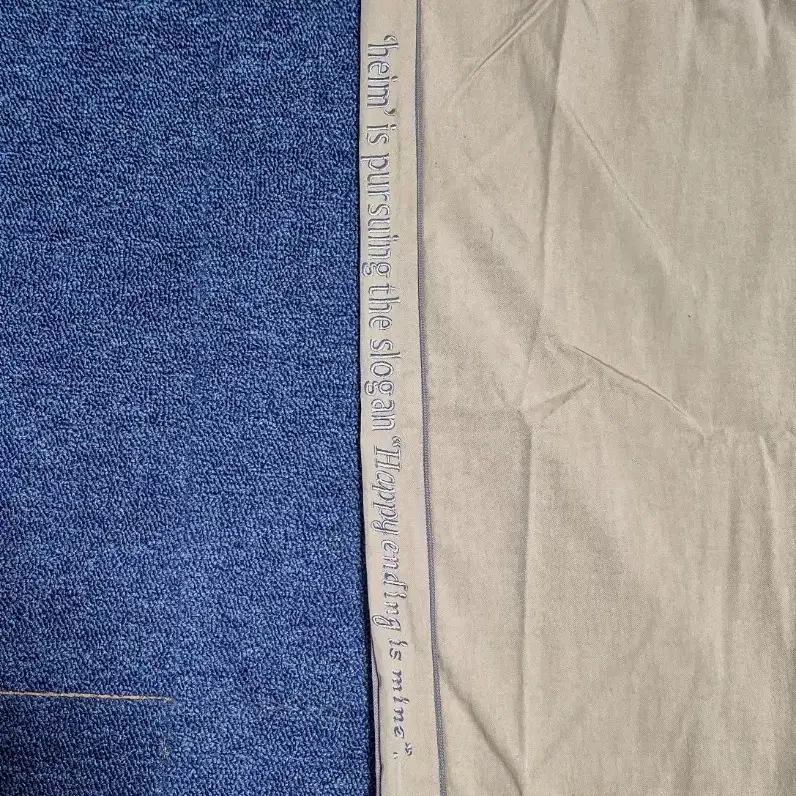 'heim' is pursuing the slogan "Happy ending is mine".